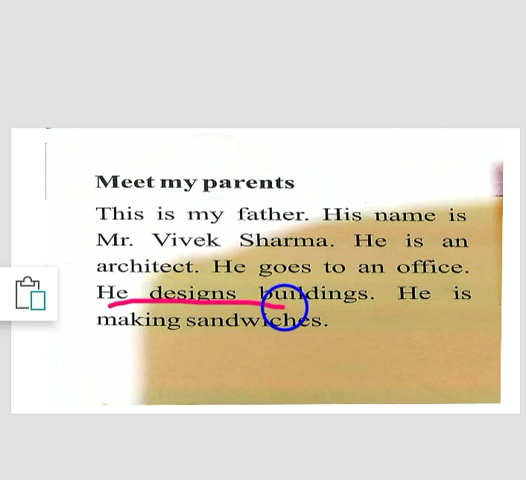 Meet my parents
This is my father. His name is
Mr. Vivek Sharma. He is an
architect. He goes to an office.
He designs buildings. He is
making sandwiches.